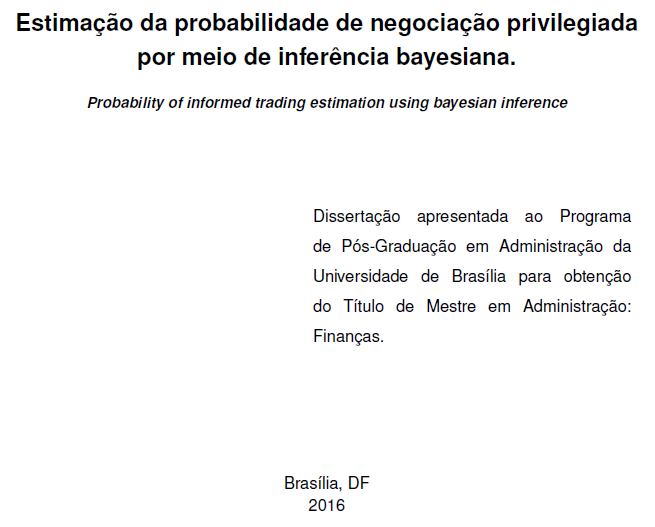 Estimação da probabilidade de negociação privilegiada
por meio de inferência bayesiana.
Probability of informed trading estimation using bayesian inference
Dissertação apresentada ao Programa
de Pós-Graduação em Administração da
Universidade de Brasília para obtenção
do Título de Mestre em Administração:
Finanças.
Brasília, DF
2016